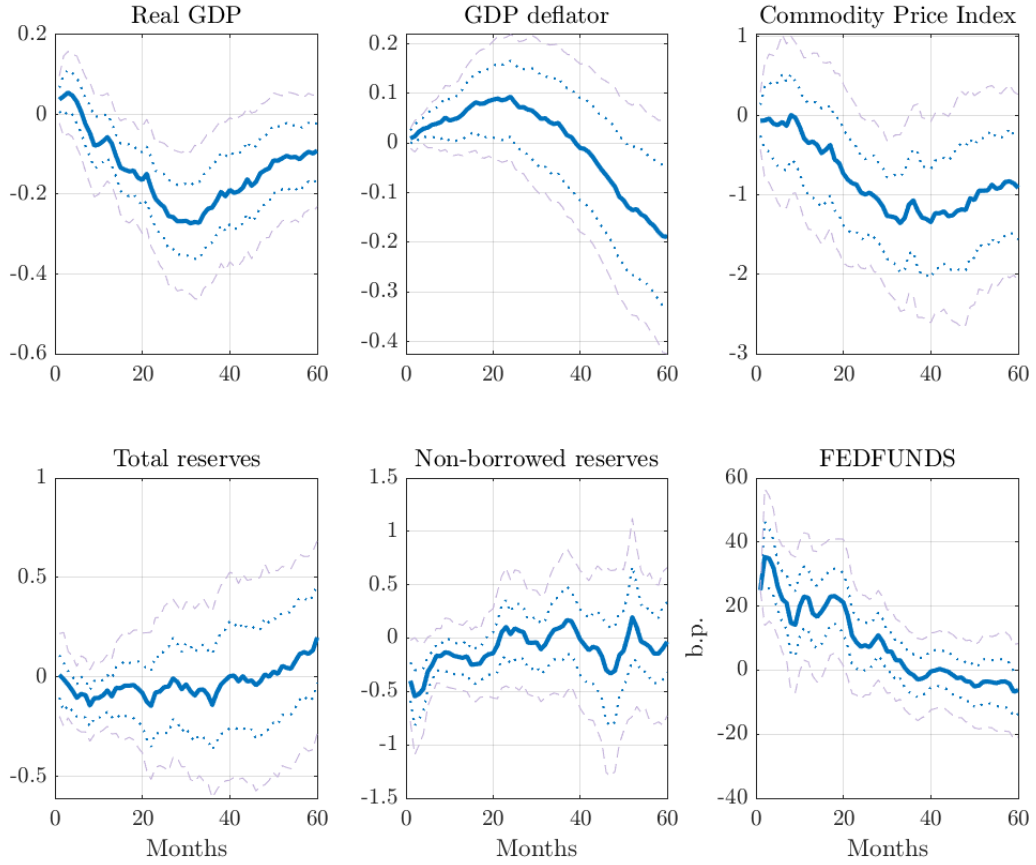 Real GDP
0.2
0
-0.2
-0.4
-0.6
0 20 40 60
GDP deflator
0.2
0.1
0
-0.1
-0.2
-0.3
-0.4
0 20 40 60
Commodity Price Index
1
0
-1
-2
-3
0 20 40 60
Total reserves
1
0.5
0
-0.5
0 20 40 60
Months
Non-borrowed reserves
1.5
1
0.5
0
-0.5
-1
-1.5
0 20 40 60
Months
FEDFUNDS
b.p.
60
40
20
0
-20
-40
0 20 40 60
Months